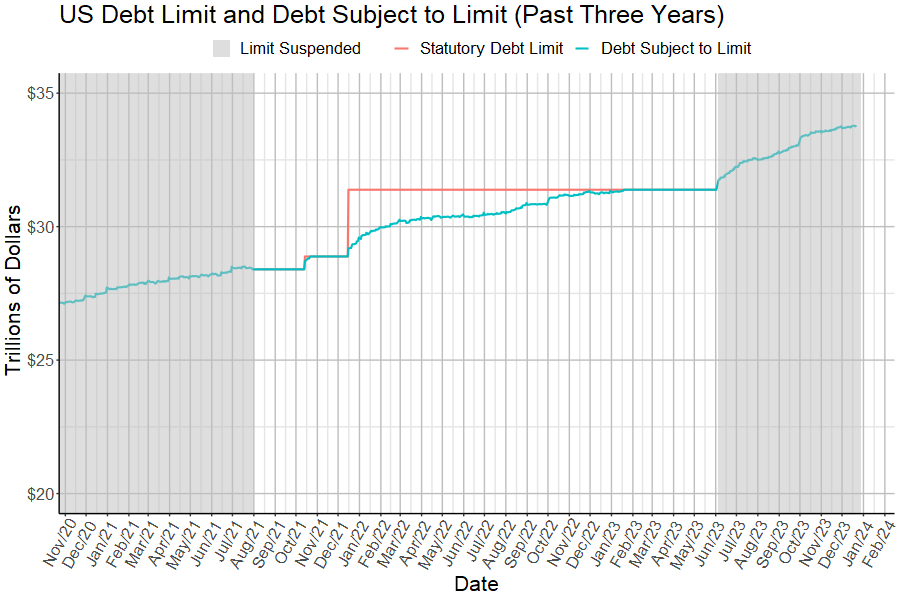 US Debt Limit and Debt Subject to Limit (Past Three Years)
Limit Suspended Statutory Debt Limit Debt Subject to Limit
Trillions of Dollars
$35
$30
$25
$20
Nov/20 Dec/20 Jan/21 Feb/21 Mar/21 Apr/21 May/21 Jun/21 Jul/21 Aug/21 Sep/21 Oct/21 Nov/21 Dec/21 Jan/22 Feb/22 Mar/22 Apr/22 May/22 Jun/22 Jul/22 Aug/22 Sep/22 Oct/22 Nov/22 Dec/22 Jan/23 Feb/23 Mar/23 Apr/23 May/23 Jun/23 Jul/23 Aug/23 Sep/23 Oct/23 Nov/23 Dec/23 Jan/24 Feb/24
Date